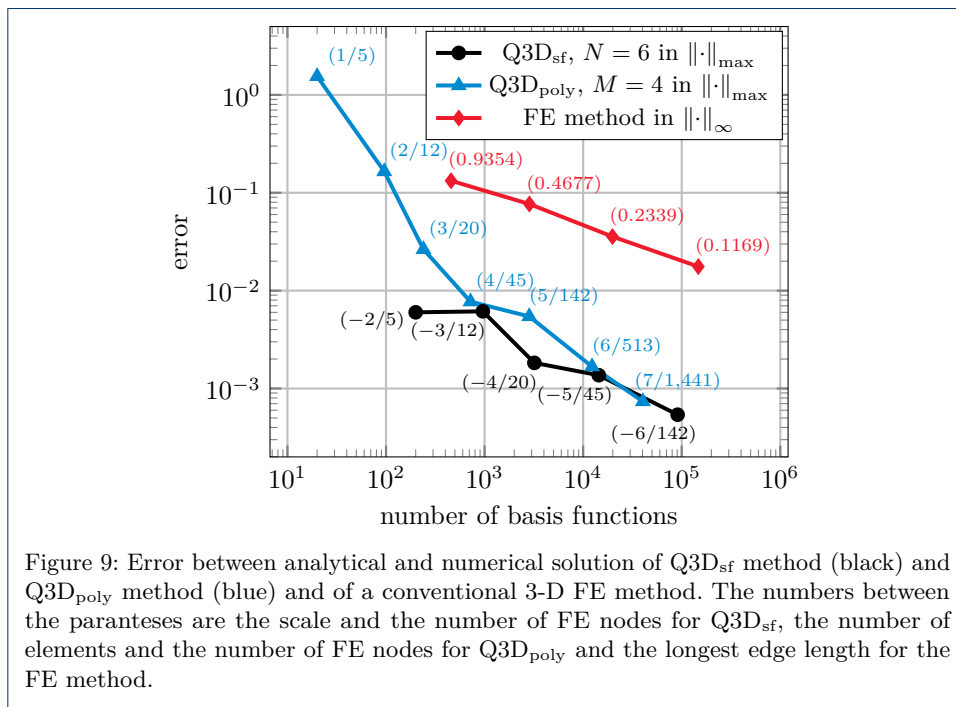 Q3D_sf, N = 6 in ‖·‖_max
Q3D_poly, M = 4 in ‖·‖_max
FE method in ‖·‖_∞
(1/5)
(2/12)
(3/20)
(4/45)
(5/142)
(6/513)
(7/1,441)
(0.9354)
(0.4677)
(0.2339)
(0.1169)
(−2/5)
(−3/12)
(−4/20)
(−5/45)
(−6/142)
error
10^0
10^−1
10^−2
10^−3
10^1 10^2 10^3 10^4 10^5 10^6
number of basis functions
Figure 9: Error between analytical and numerical solution of Q3D_sf method (black) and
Q3D_poly method (blue) and of a conventional 3-D FE method. The numbers between
the paranteses are the scale and the number of FE nodes for Q3D_sf, the number of
elements and the number of FE nodes for Q3D_poly and the longest edge length for the
FE method.